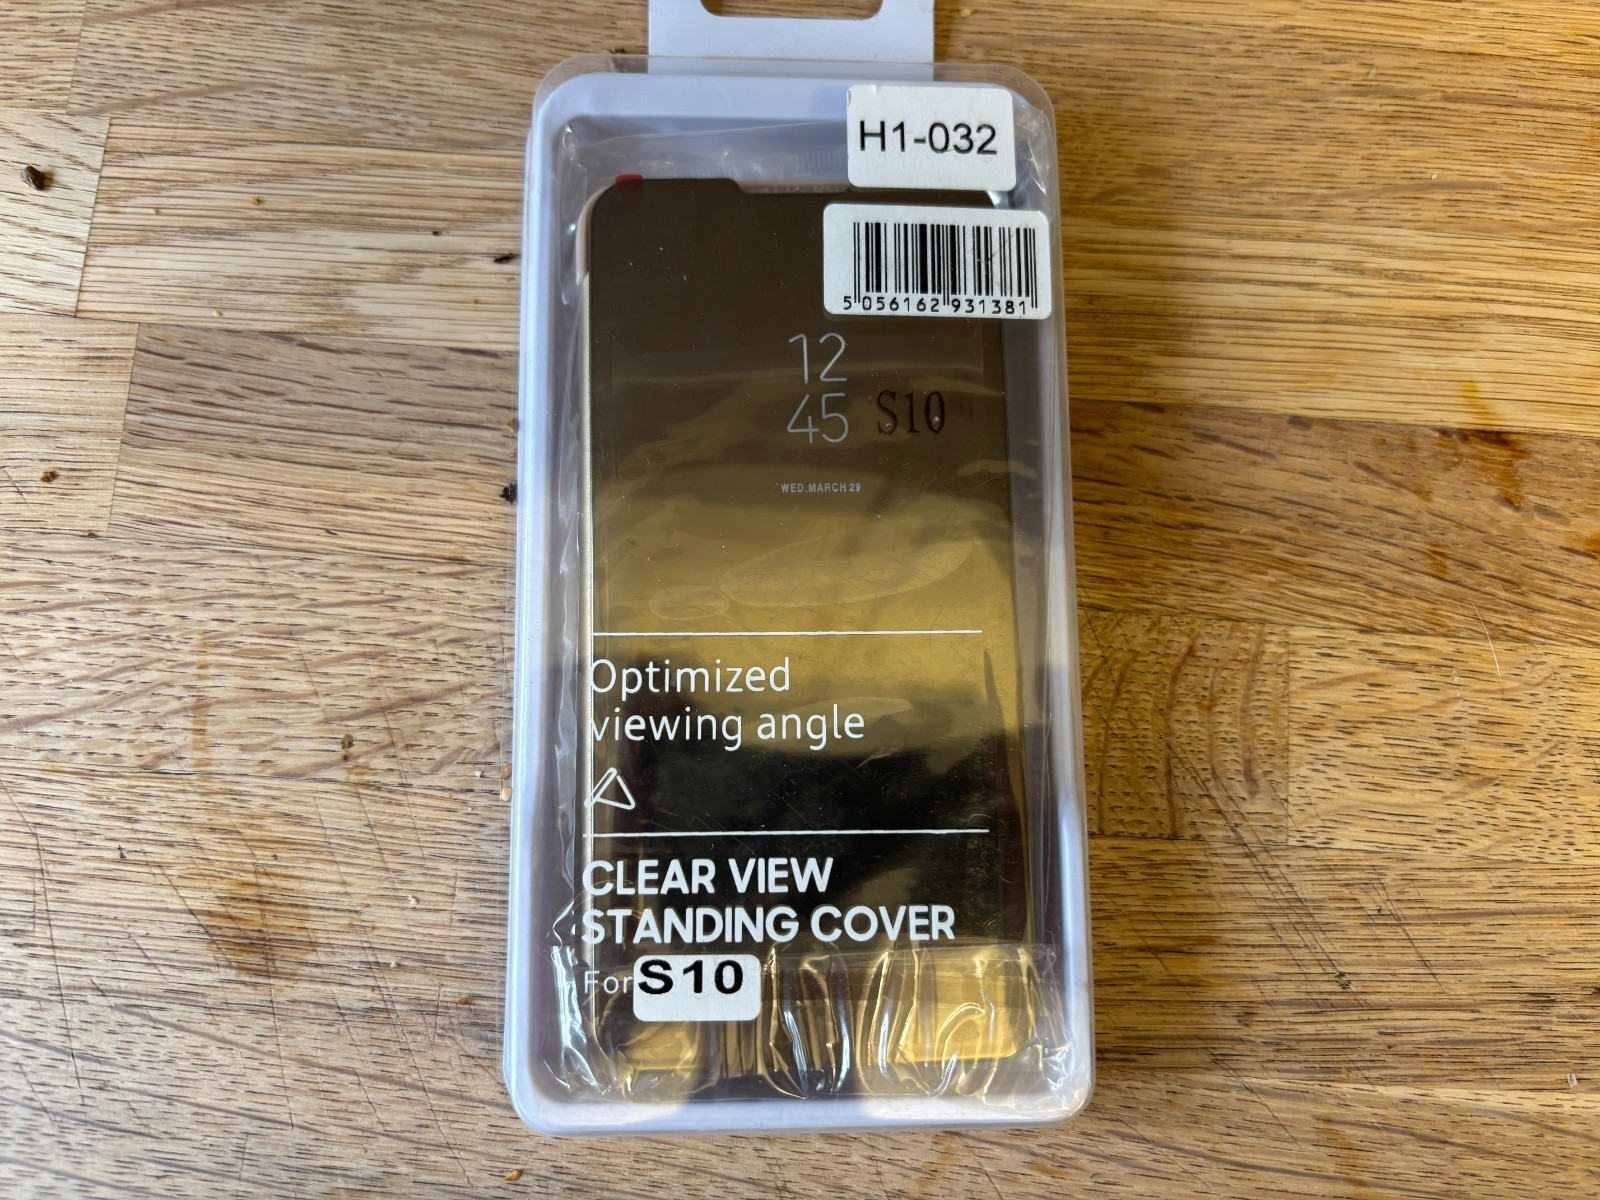 H1-032
5 056162 931381
12
45 S10
WED.MARCH 29
Optimized
viewing angle
CLEAR VIEW
STANDING COVER
For S10